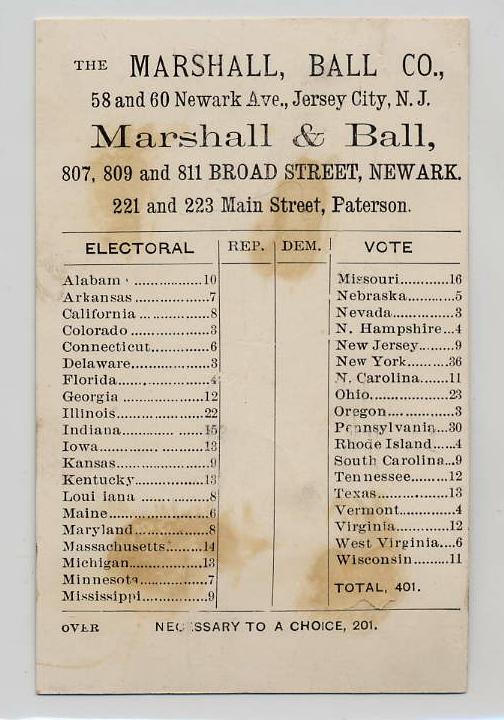 THE MARSHALL, BALL CO.,
58 and 60 Newark Ave., Jersey City, N. J.
Marshall & Ball,
807, 809 and 811 BROAD STREET, NEWARK.
221 and 223 Main Street, Paterson.
ELECTORAL REP. DEM. VOTE
Alabam ..............10
Arkansas ..............7
California ..............8
Colorado ..............3
Connecticut...........6
Delaware...............3
Florida.................4
Georgia ...............12
Illinois.................22
Indiana...............15
Iowa....................13
Kansas.................9
Kentucky.............13
Loui iana .............8
Maine..................6
Maryland..............8
Massachusetts........14
Michigan..............13
Minnesota.............7
Mississippi.............9
Missouri............16
Nebraska..........5
Nevada.............3
N. Hampshire...4
New Jersey.......9
New York........36
N. Carolina......11
Ohio................23
Oregon.............3
Pennsylvania...30
Rhode Island....4
South Carolina...9
Tennessee........12
Texas..............13
Vermont...........4
Virginia...........12
West Virginia...6
Wisconsin........11
TOTAL, 401.
OVER NECESSARY TO A CHOICE, 201.